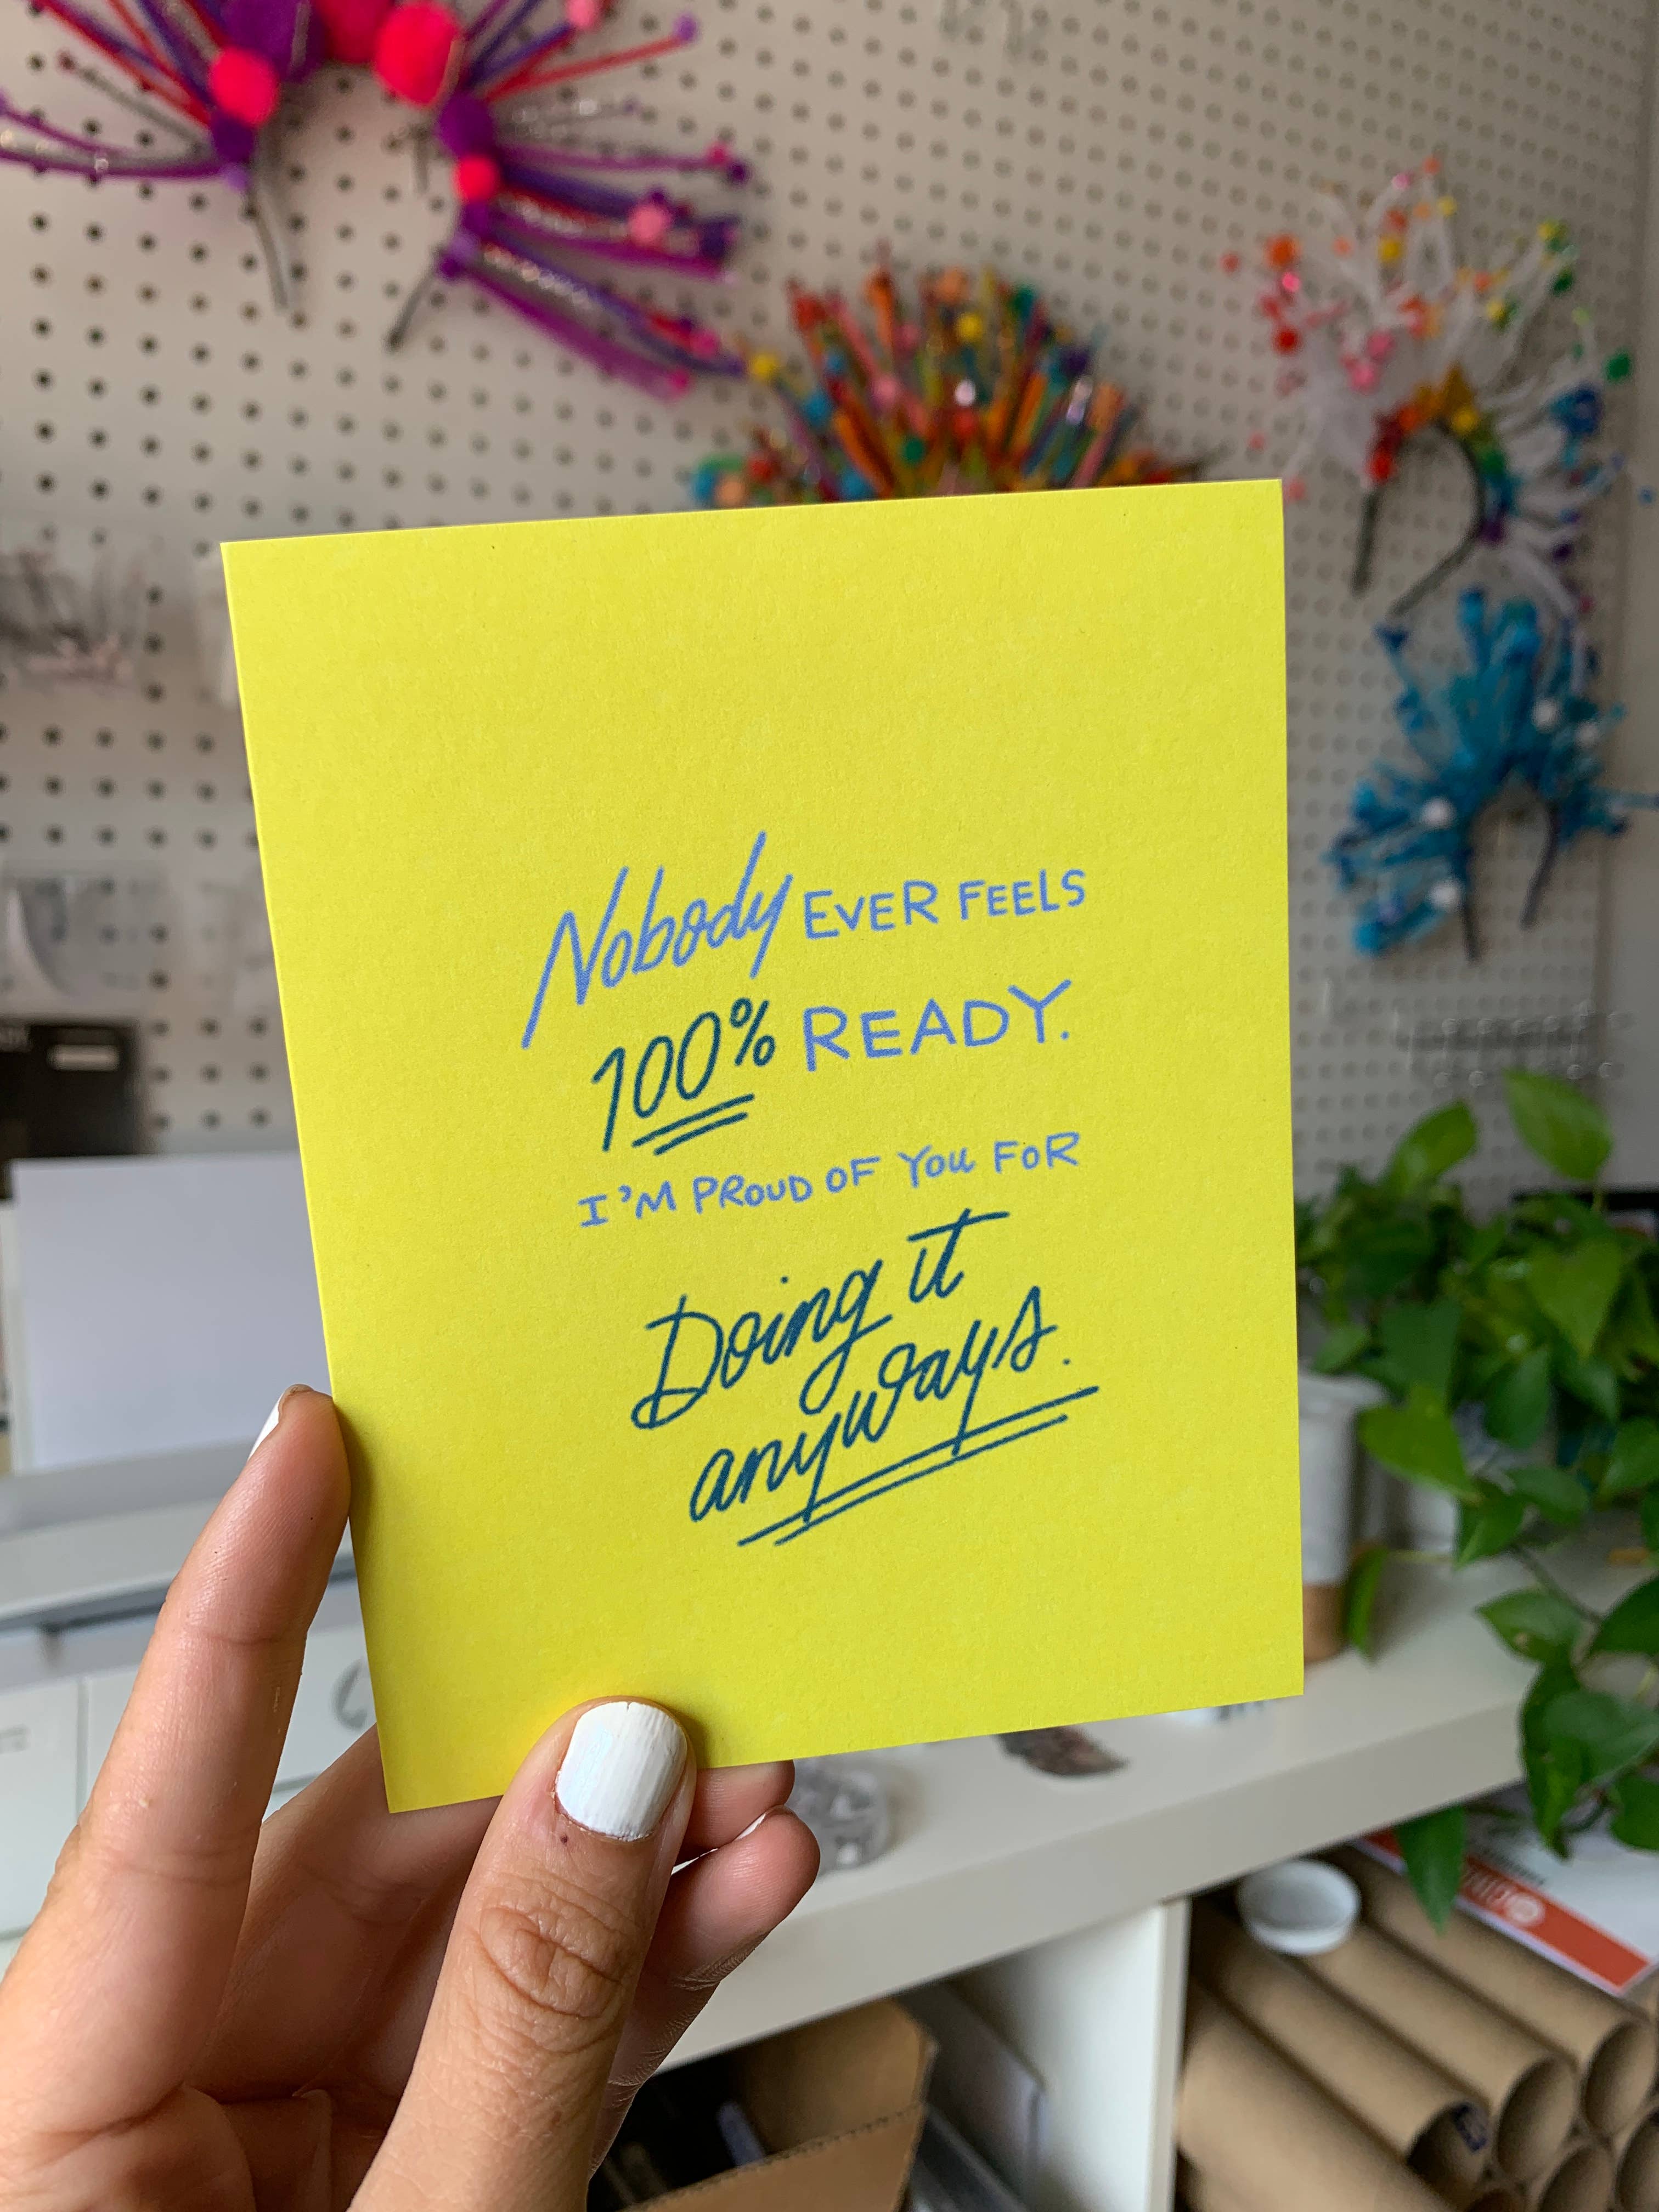 Nobody EVER FEELS
100% READY.
I'M PROUD OF YOU FOR
Doing it
anyways.